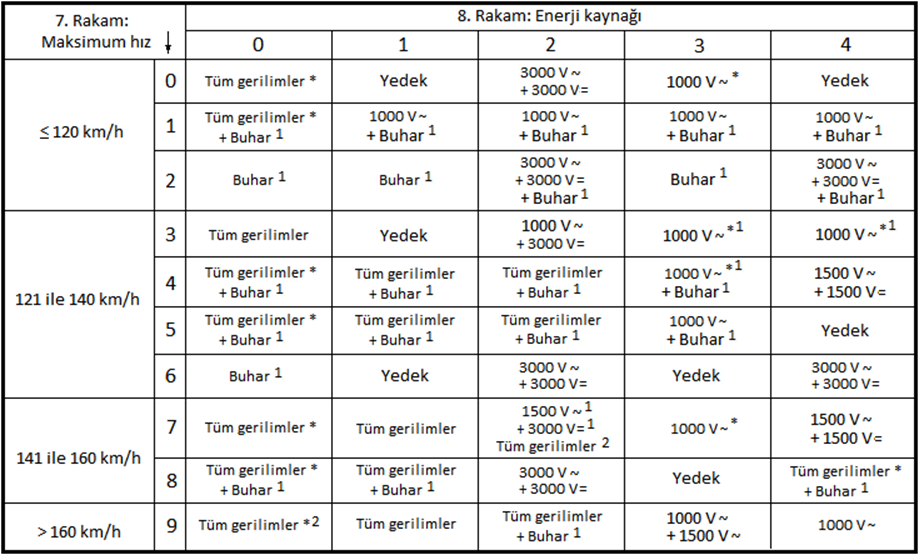 7. Rakam:
Maksimum hız ↓
8. Rakam: Enerji kaynağı
0 1 2 3 4
≤ 120 km/h
0
Tüm gerilimler *
Yedek
3000 V ~
+ 3000 V=
1000 V~ *
Yedek
1
Tüm gerilimler *
+ Buhar 1
1000 V~
+ Buhar 1
1000 V~
+ Buhar 1
1000 V~
+ Buhar 1
1000 V~
+ Buhar 1
2
Buhar 1
Buhar 1
3000 V~
+ 3000 V=
+ Buhar 1
Buhar 1
3000 V~
+ 3000 V=
+ Buhar 1
121 ile 140 km/h
3
Tüm gerilimler
Yedek
1000 V ~
+ 3000 V=
1000 V~ *1
1000 V~ *1
4
Tüm gerilimler *
+ Buhar 1
Tüm gerilimler
+ Buhar 1
Tüm gerilimler
+ Buhar 1
1000 V~ *1
+ Buhar 1
1500 V~
+ 1500 V=
5
Tüm gerilimler *
+ Buhar 1
Tüm gerilimler
+ Buhar 1
Tüm gerilimler
+ Buhar 1
1000 V~
+ Buhar 1
Yedek
6
Buhar 1
Yedek
3000 V ~
+ 3000 V=
Yedek
3000 V ~
+ 3000 V=
141 ile 160 km/h
7
Tüm gerilimler *
Tüm gerilimler
1500 V ~ 1
+ 3000 V= 1
Tüm gerilimler 2
1000 V~ *
1500 V~
+ 1500 V=
8
Tüm gerilimler *
+ Buhar 1
Tüm gerilimler
+ Buhar 1
3000 V ~
+ 3000 V=
Yedek
Tüm gerilimler *
+ Buhar 1
> 160 km/h
9
Tüm gerilimler *2
Tüm gerilimler
Tüm gerilimler
+ Buhar 1
1000 V~
+ 1500 V~
1000 V~